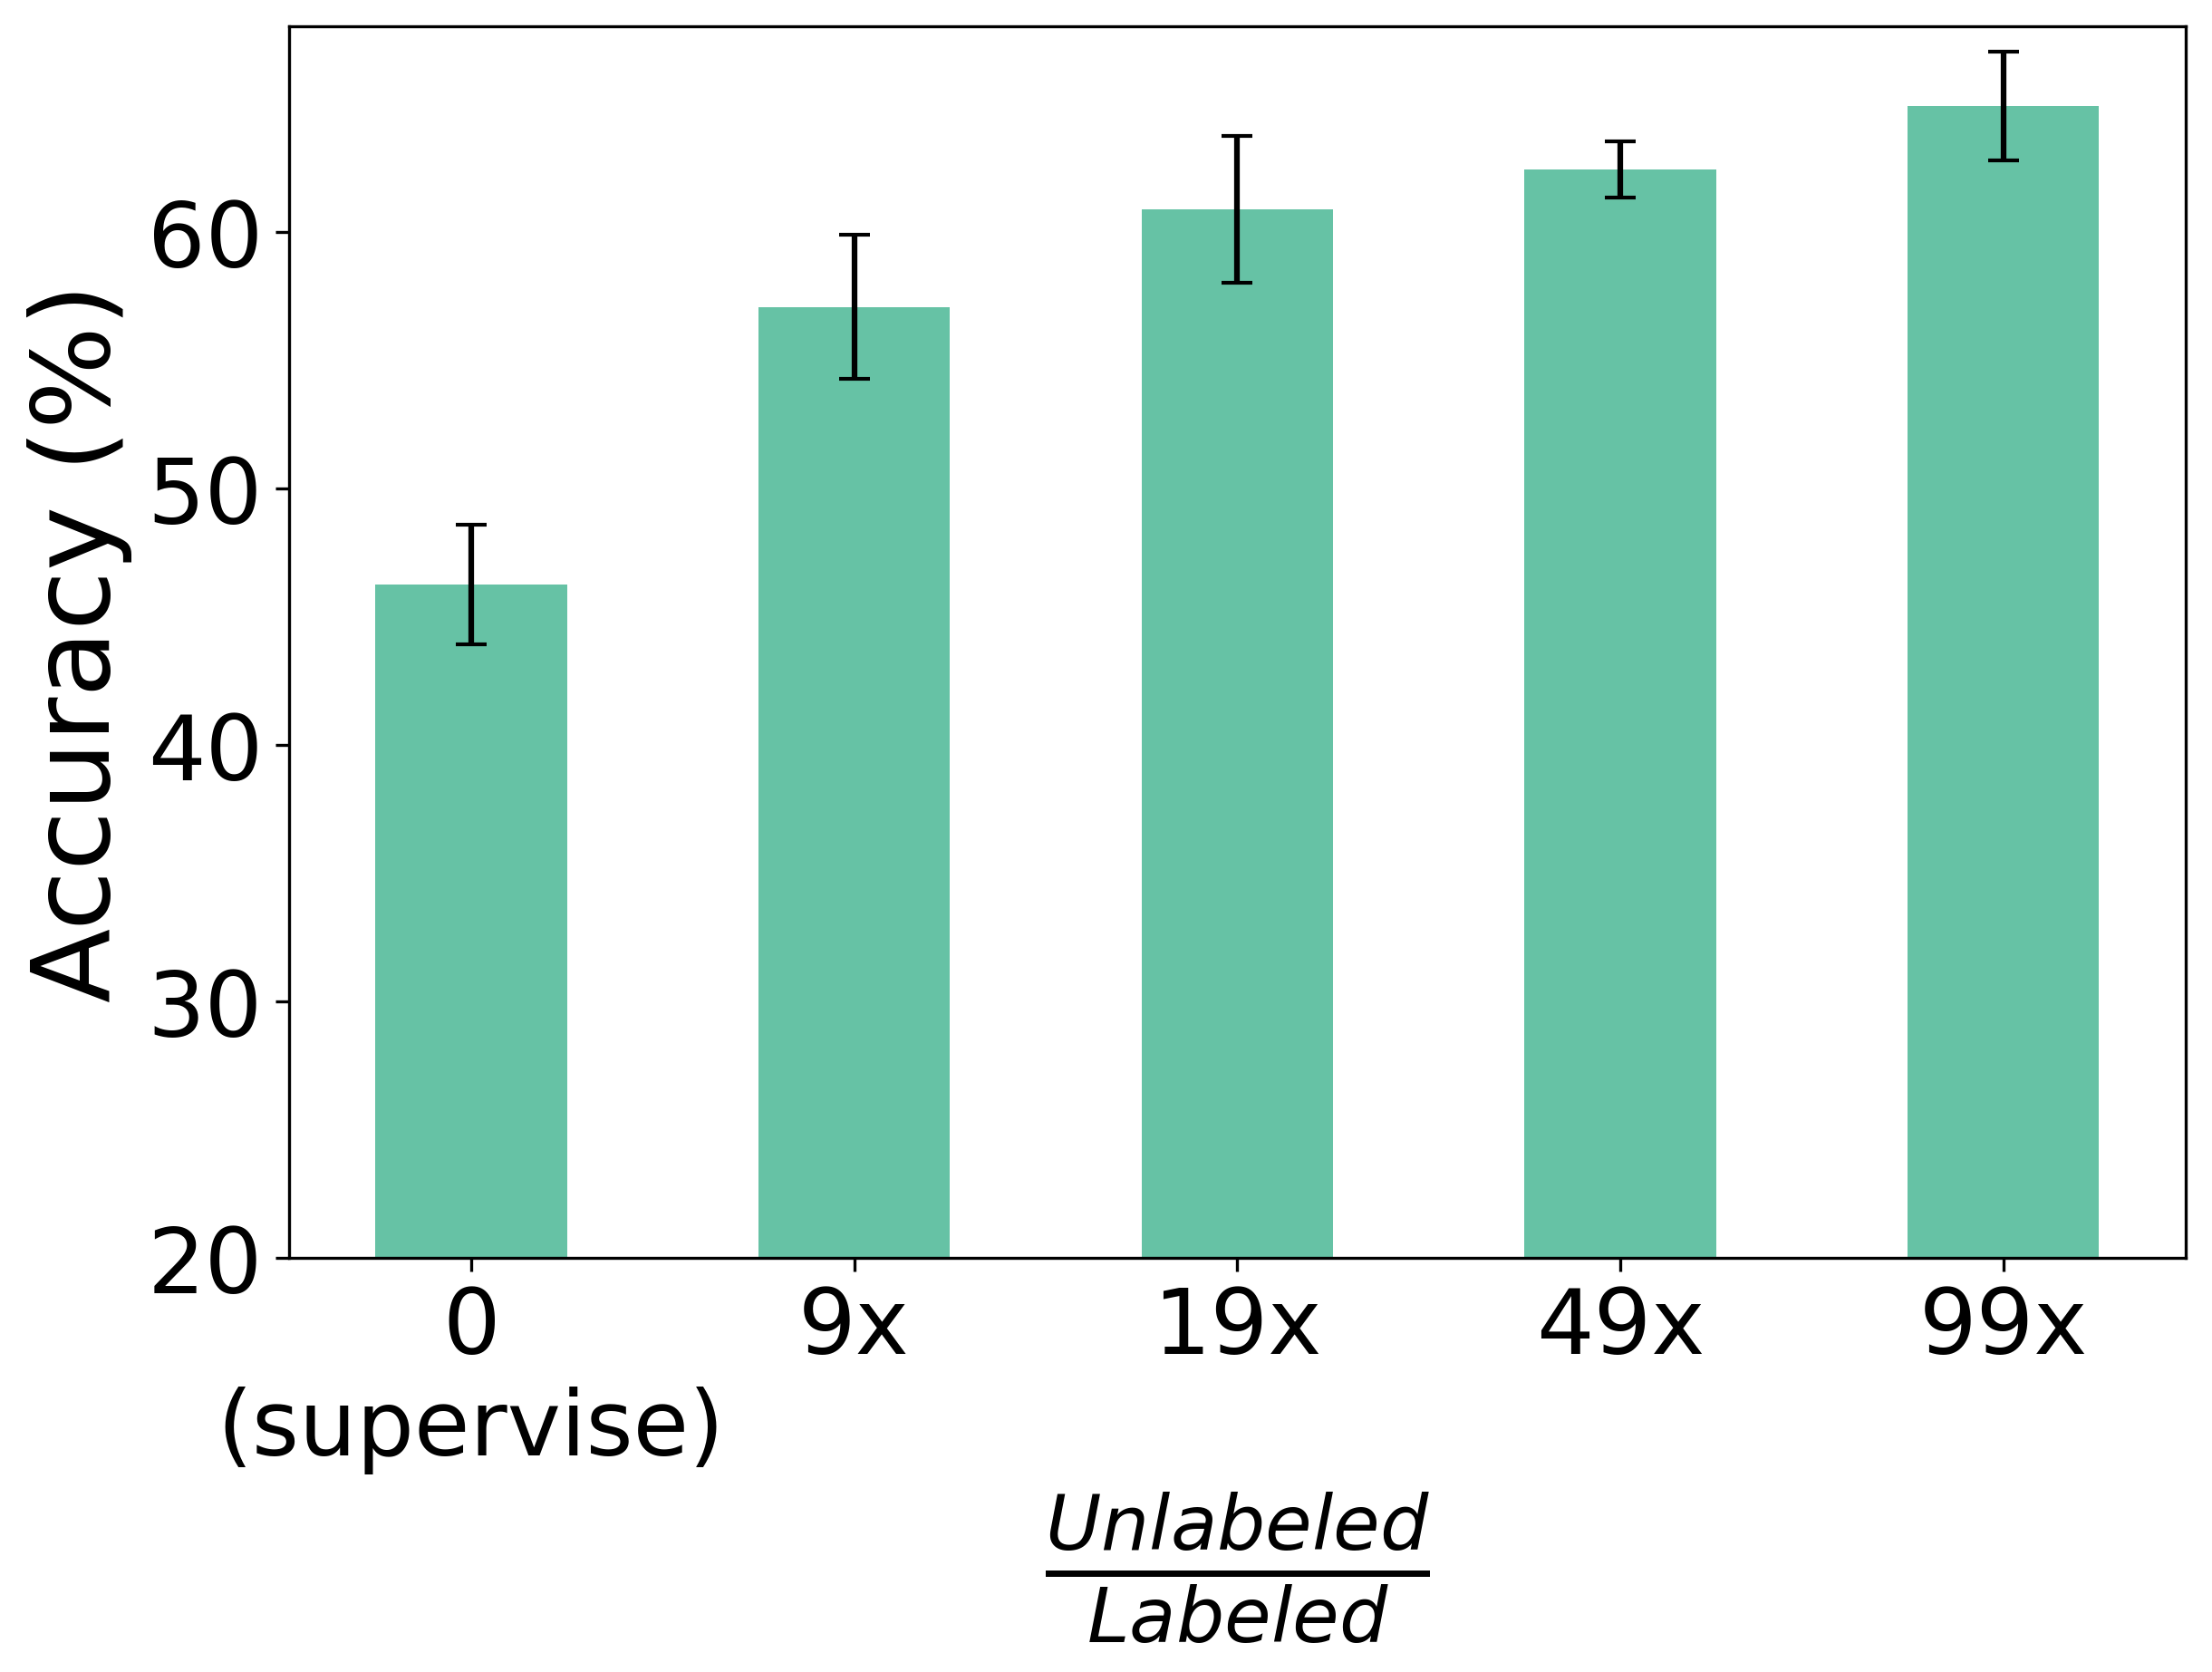 Accuracy (%)
60
50
40
30
20
0 9x 19x 49x 99x
(supervise)
Unlabeled
Labeled